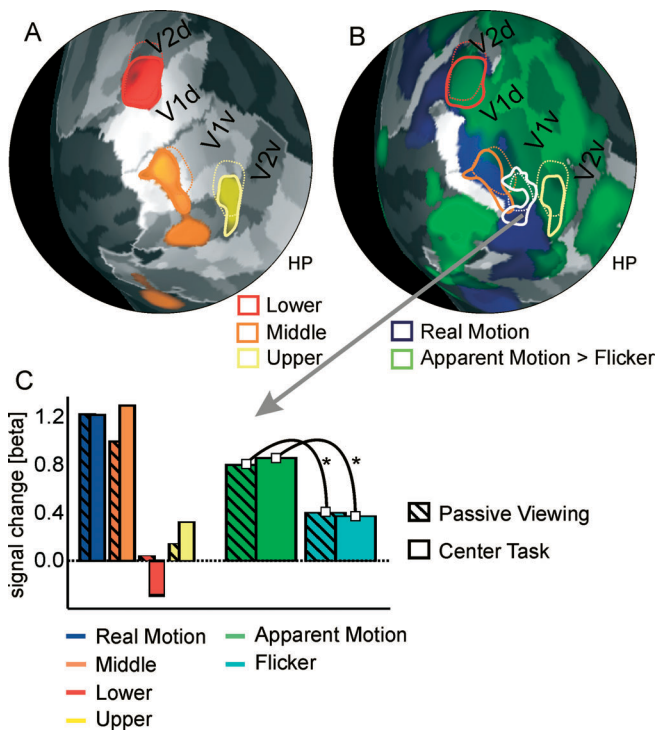 A
B
V2d
V1d
V1v
V2v
HP
V2d
V1d
V1v
V2v
HP
Lower
Middle
Upper
Real Motion
Apparent Motion > Flicker
C
signal change [beta]
1.2
0.8
0.4
0.0
*
*
Passive Viewing
Center Task
Real Motion
Middle
Lower
Upper
Apparent Motion
Flicker